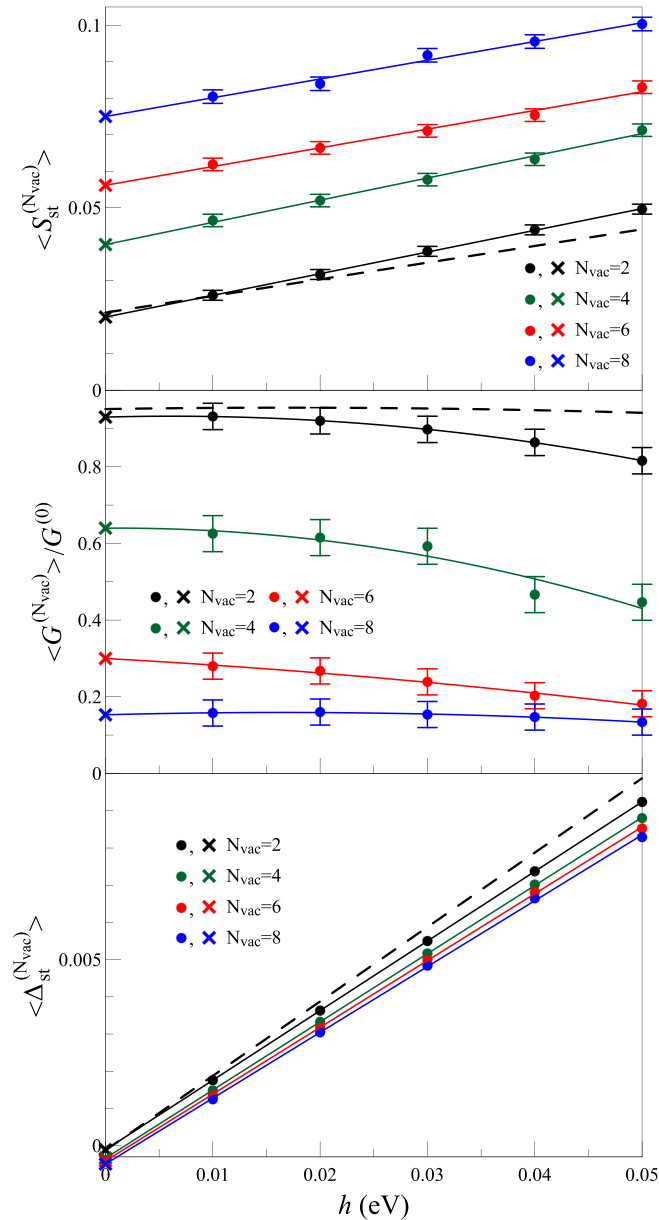 0.1
0.05
0
<S_st^(N_vac)>
, N_vac=2
, N_vac=4
, N_vac=6
, N_vac=8
0.8
0.6
0.4
0.2
0
<G^(N_vac)>/G^(0)
, N_vac=2 , N_vac=6
, N_vac=4 , N_vac=8
0.005
0
<Δ_st^(N_vac)>
, N_vac=2
, N_vac=4
, N_vac=6
, N_vac=8
0 0.01 0.02 0.03 0.04 0.05
h (eV)